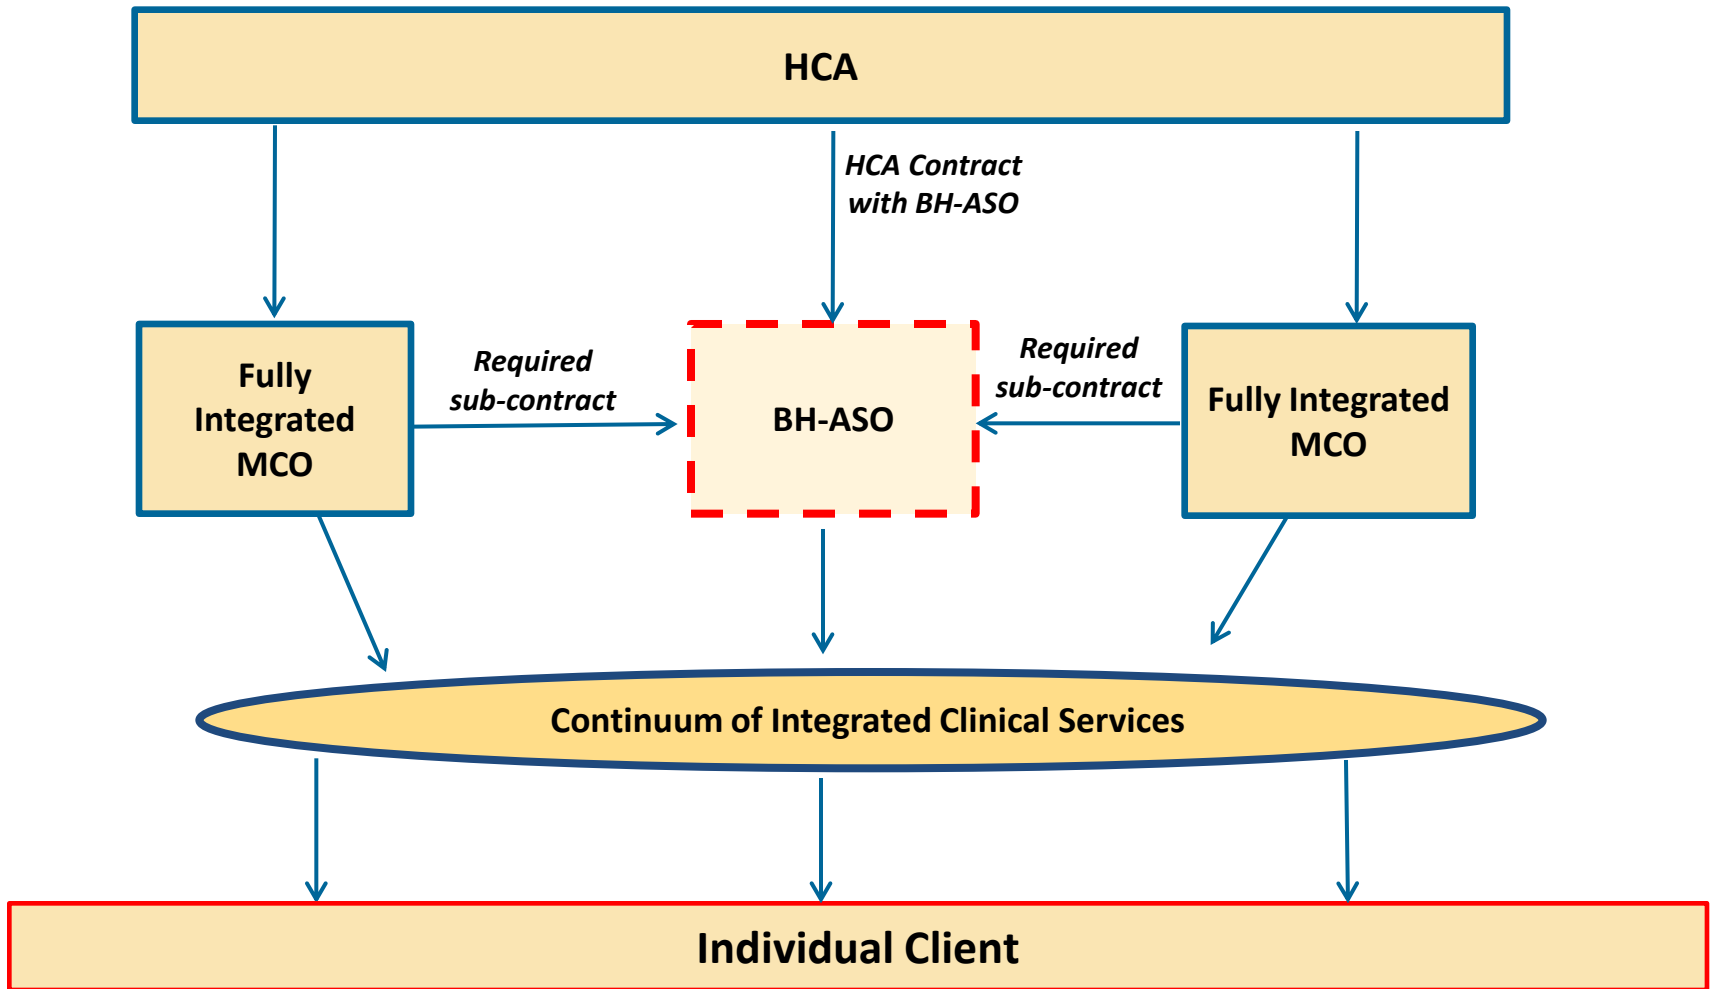 HCA
HCA Contract
with BH-ASO
Fully
Integrated
MCO
Required
sub-contract
BH-ASO
Required
sub-contract
Fully Integrated
MCO
Continuum of Integrated Clinical Services
Individual Client